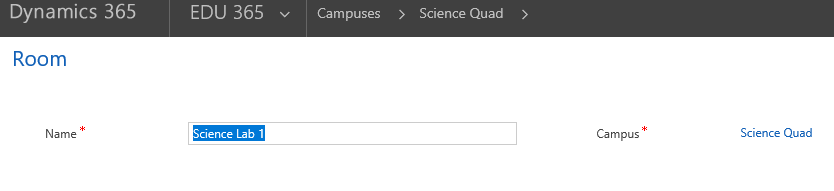 Dynamics 365 EDU 365 Campuses Science Quad
Room
Name * Science Lab 1 Campus * Science Quad